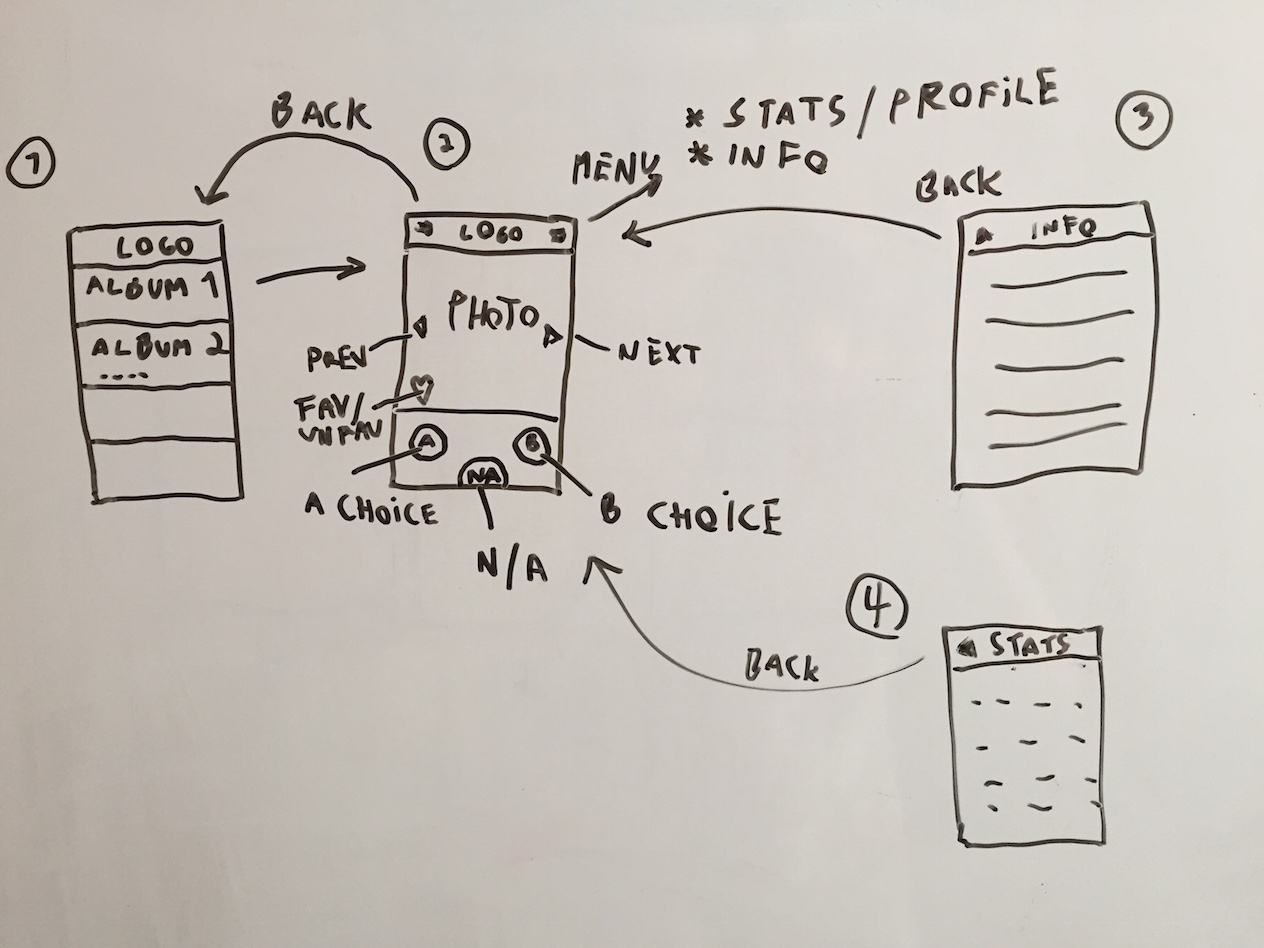 1
BACK
2
MENU
* STATS/PROFILE
* INFO
3
LOGO
ALBUM 1
ALBUM 2
....
LOGO
PHOTO
PREV
NEXT
FAV/
UNFAV
A
B
NA
A CHOICE
B CHOICE
N/A
BACK
INFO
4
BACK
STATS